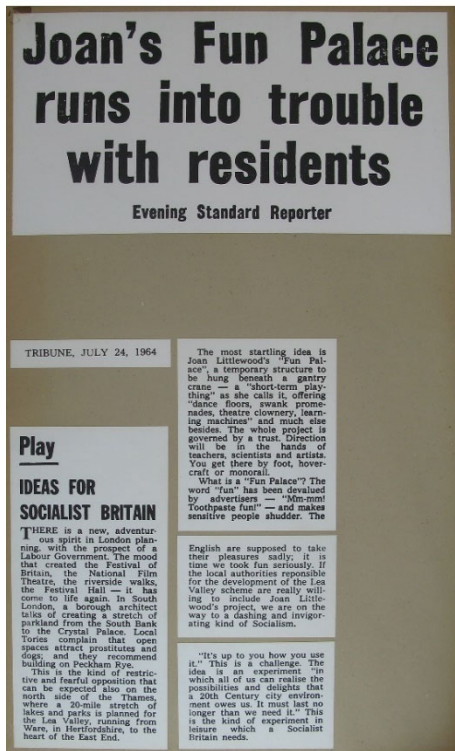 Joan's Fun Palace
runs into trouble
with residents
Evening Standard Reporter
TRIBUNE, JULY 24, 1964
Play
IDEAS FOR
SOCIALIST BRITAIN
THERE is a new, adventur-
ous spirit in London plan-
ning, with the prospect of a
Labour Government. The mood
that created the Festival of
Britain, the National Film
Theatre, the riverside walks,
the Festival Hall — it has
come to life again. In South
London, a borough architect
talks of creating a stretch of
parkland from the South Bank
to the Crystal Palace. Local
Tories complain that open
spaces attract prostitutes and
dogs; and they recommend
building on Peckham Rye.
This is the kind of restric-
tive and fearful opposition that
can be expected also on the
north side of the Thames,
where a 20-mile stretch of
lakes and parks is planned for
the Lea Valley, running from
Ware, in Hertfordshire, to the
heart of the East End.
The most startling idea is
Joan Littlewood's "Fun Pal-
ace", a temporary structure to
be hung beneath a gantry
crane — a "short-term play-
thing" as she calls it, offering
"dance floors, swank prome-
nades, theatre clownery, learn-
ing machines" and much else
besides. The whole project is
governed by a trust. Direction
will be in the hands of
teachers, scientists and artists.
You get there by foot, hover-
craft or monorail.
What is a "Fun Palace"? The
word "fun" has been devalued
by advertisers — "Mm-mm!
Toothpaste fun!" — and makes
sensitive people shudder. The
English are supposed to take
their pleasures sadly; it is
time we took fun seriously. If
the local authorities reponsible
for the development of the Lea
Valley scheme are really will-
ing to include Joan Little-
wood's project, we are on the
way to a dashing and invigor-
ating kind of Socialism.
"It's up to you how you use
it." This is a challenge. The
idea is an experiment "in
which all of us can realise the
possibilities and delights that
a 20th Century city environ-
ment owes us. It must last no
longer than we need it." This
is the kind of experiment in
leisure which a Socialist
Britain needs.